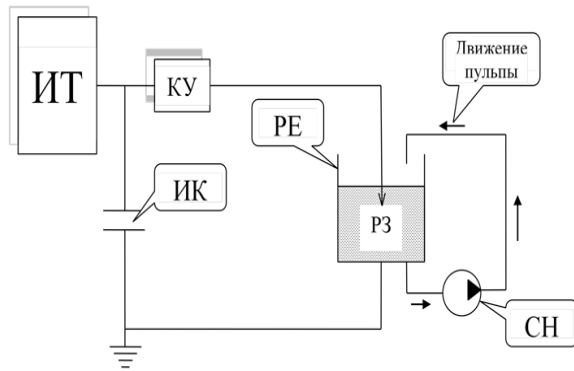 ИТ
КУ
Движение
пульпы
РЕ
ИК
РЗ
СН